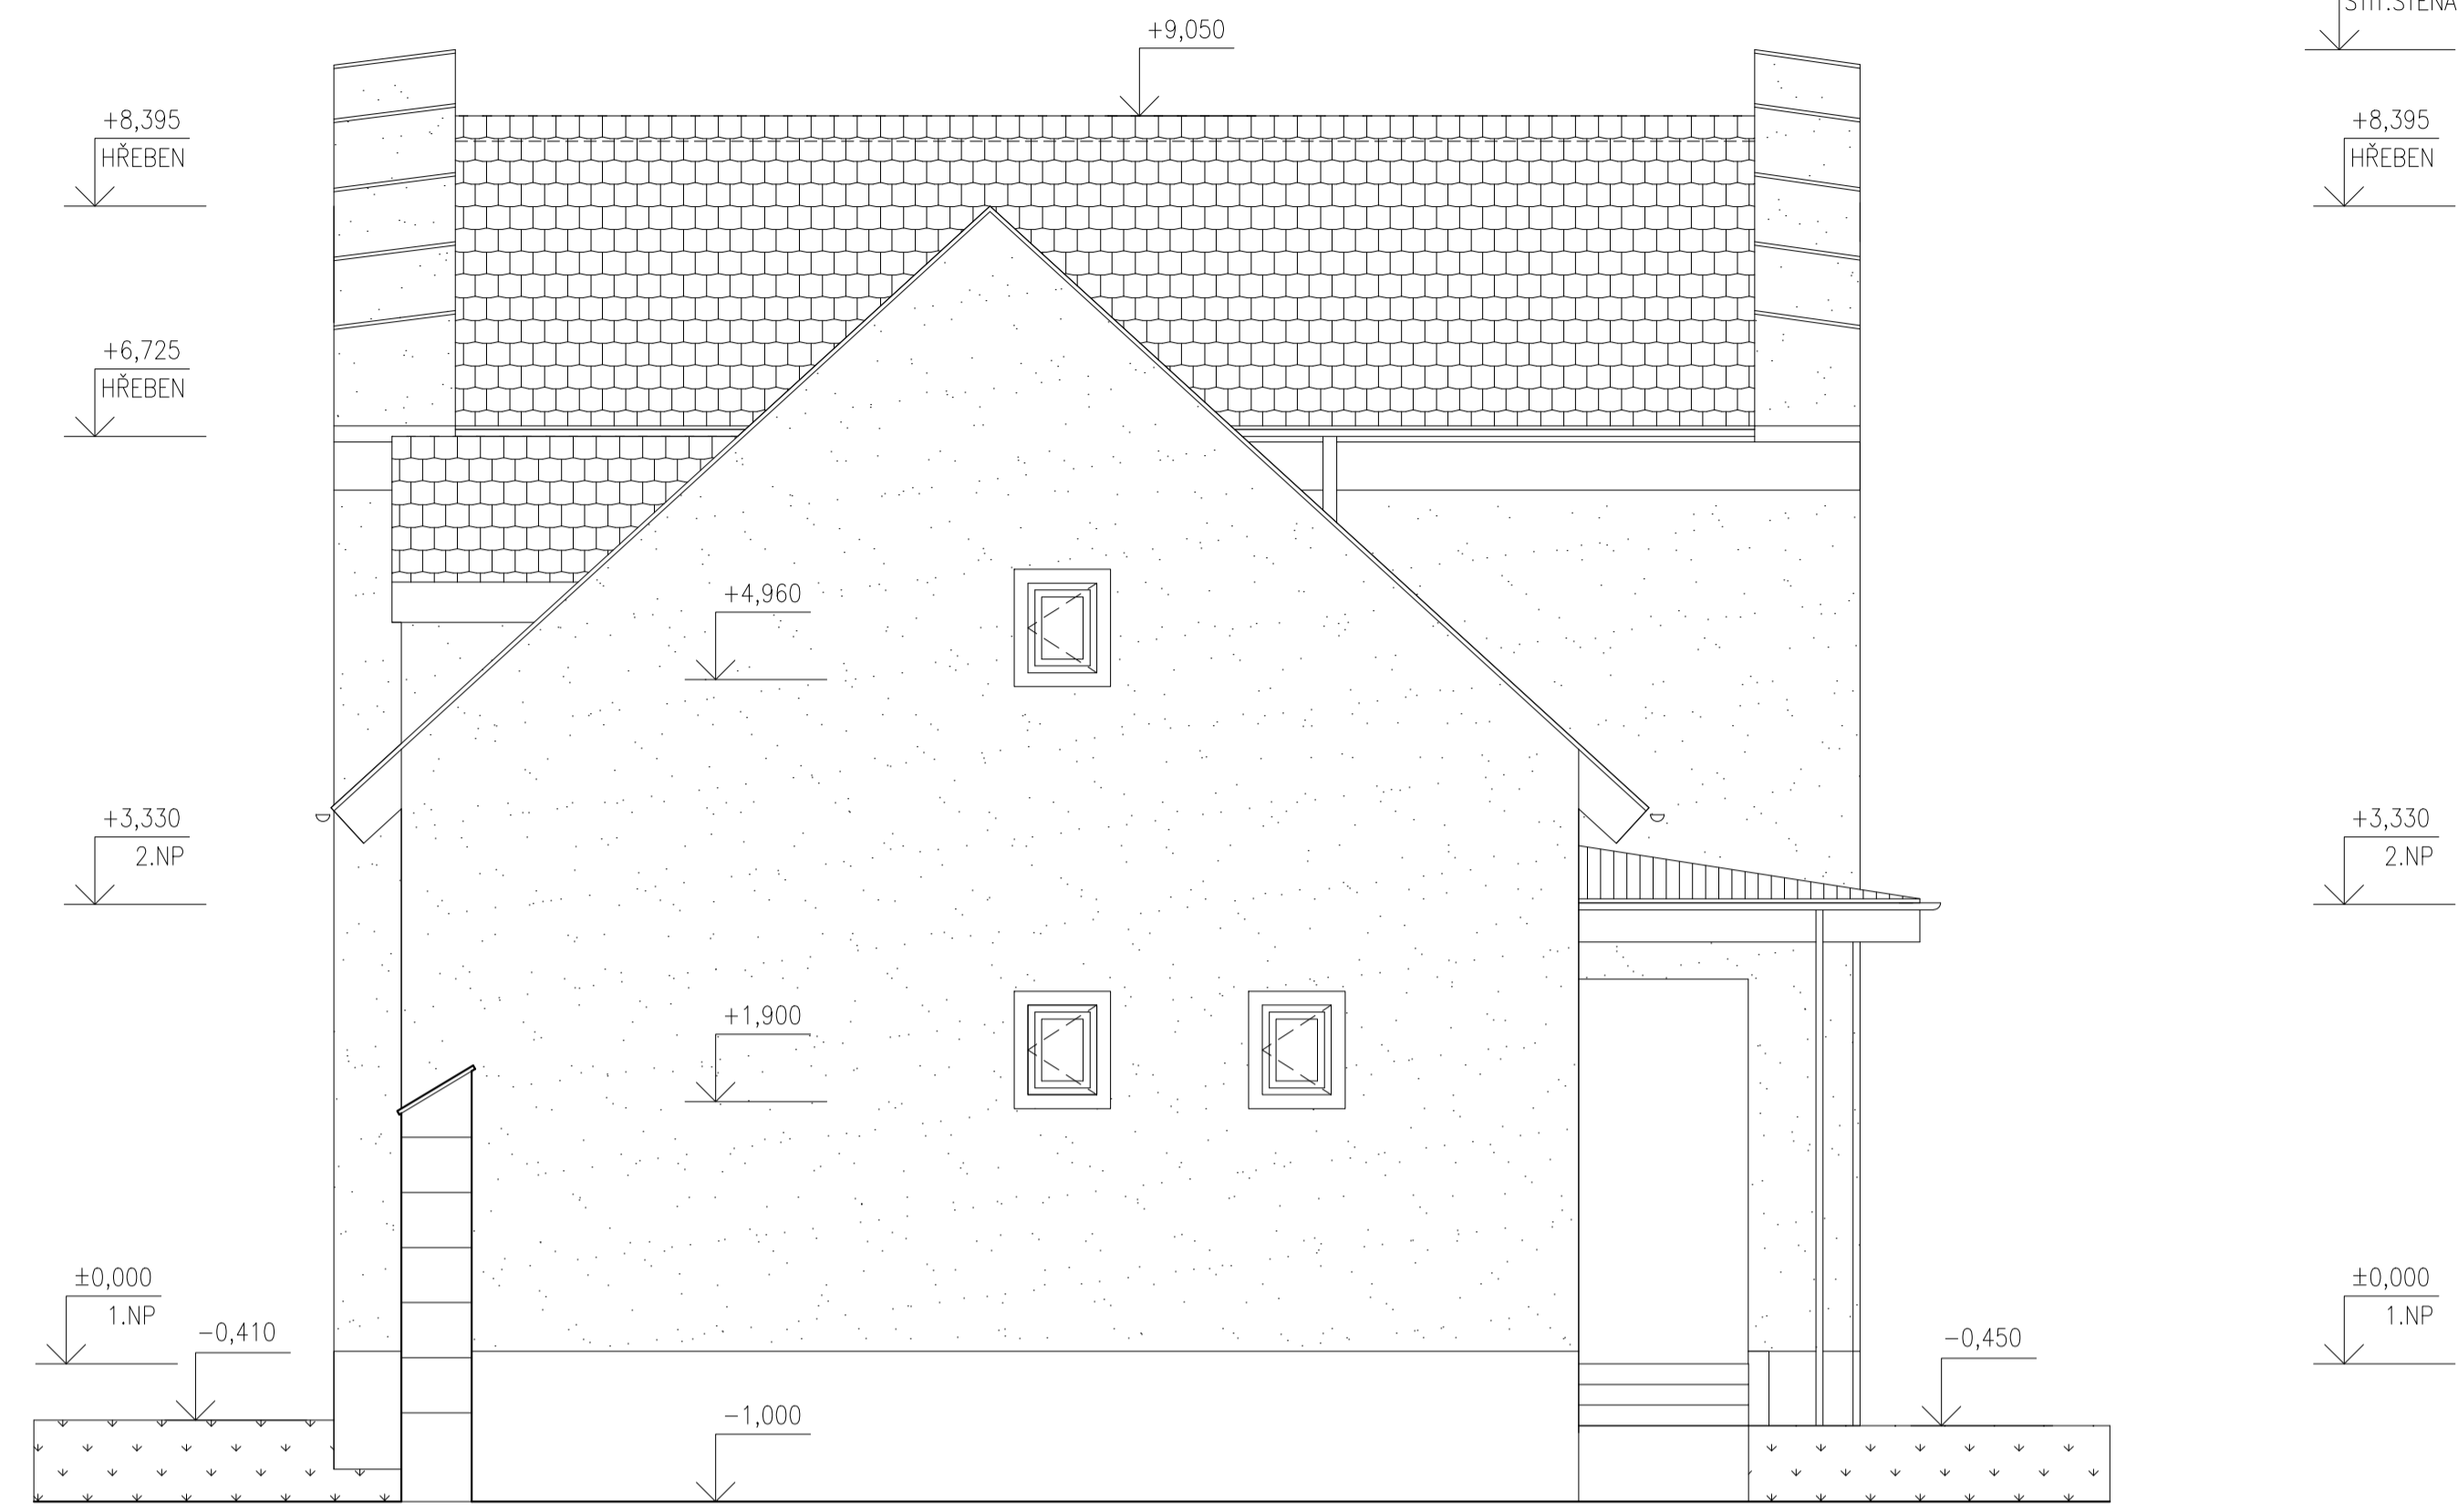 +9,050
+8,395
HŘEBEN
+8,395
HŘEBEN
+6,725
HŘEBEN
+4,960
+3,330
2.NP
+3,330
2.NP
+1,900
±0,000
1.NP
±0,000
1.NP
-0,410
-0,450
-1,000